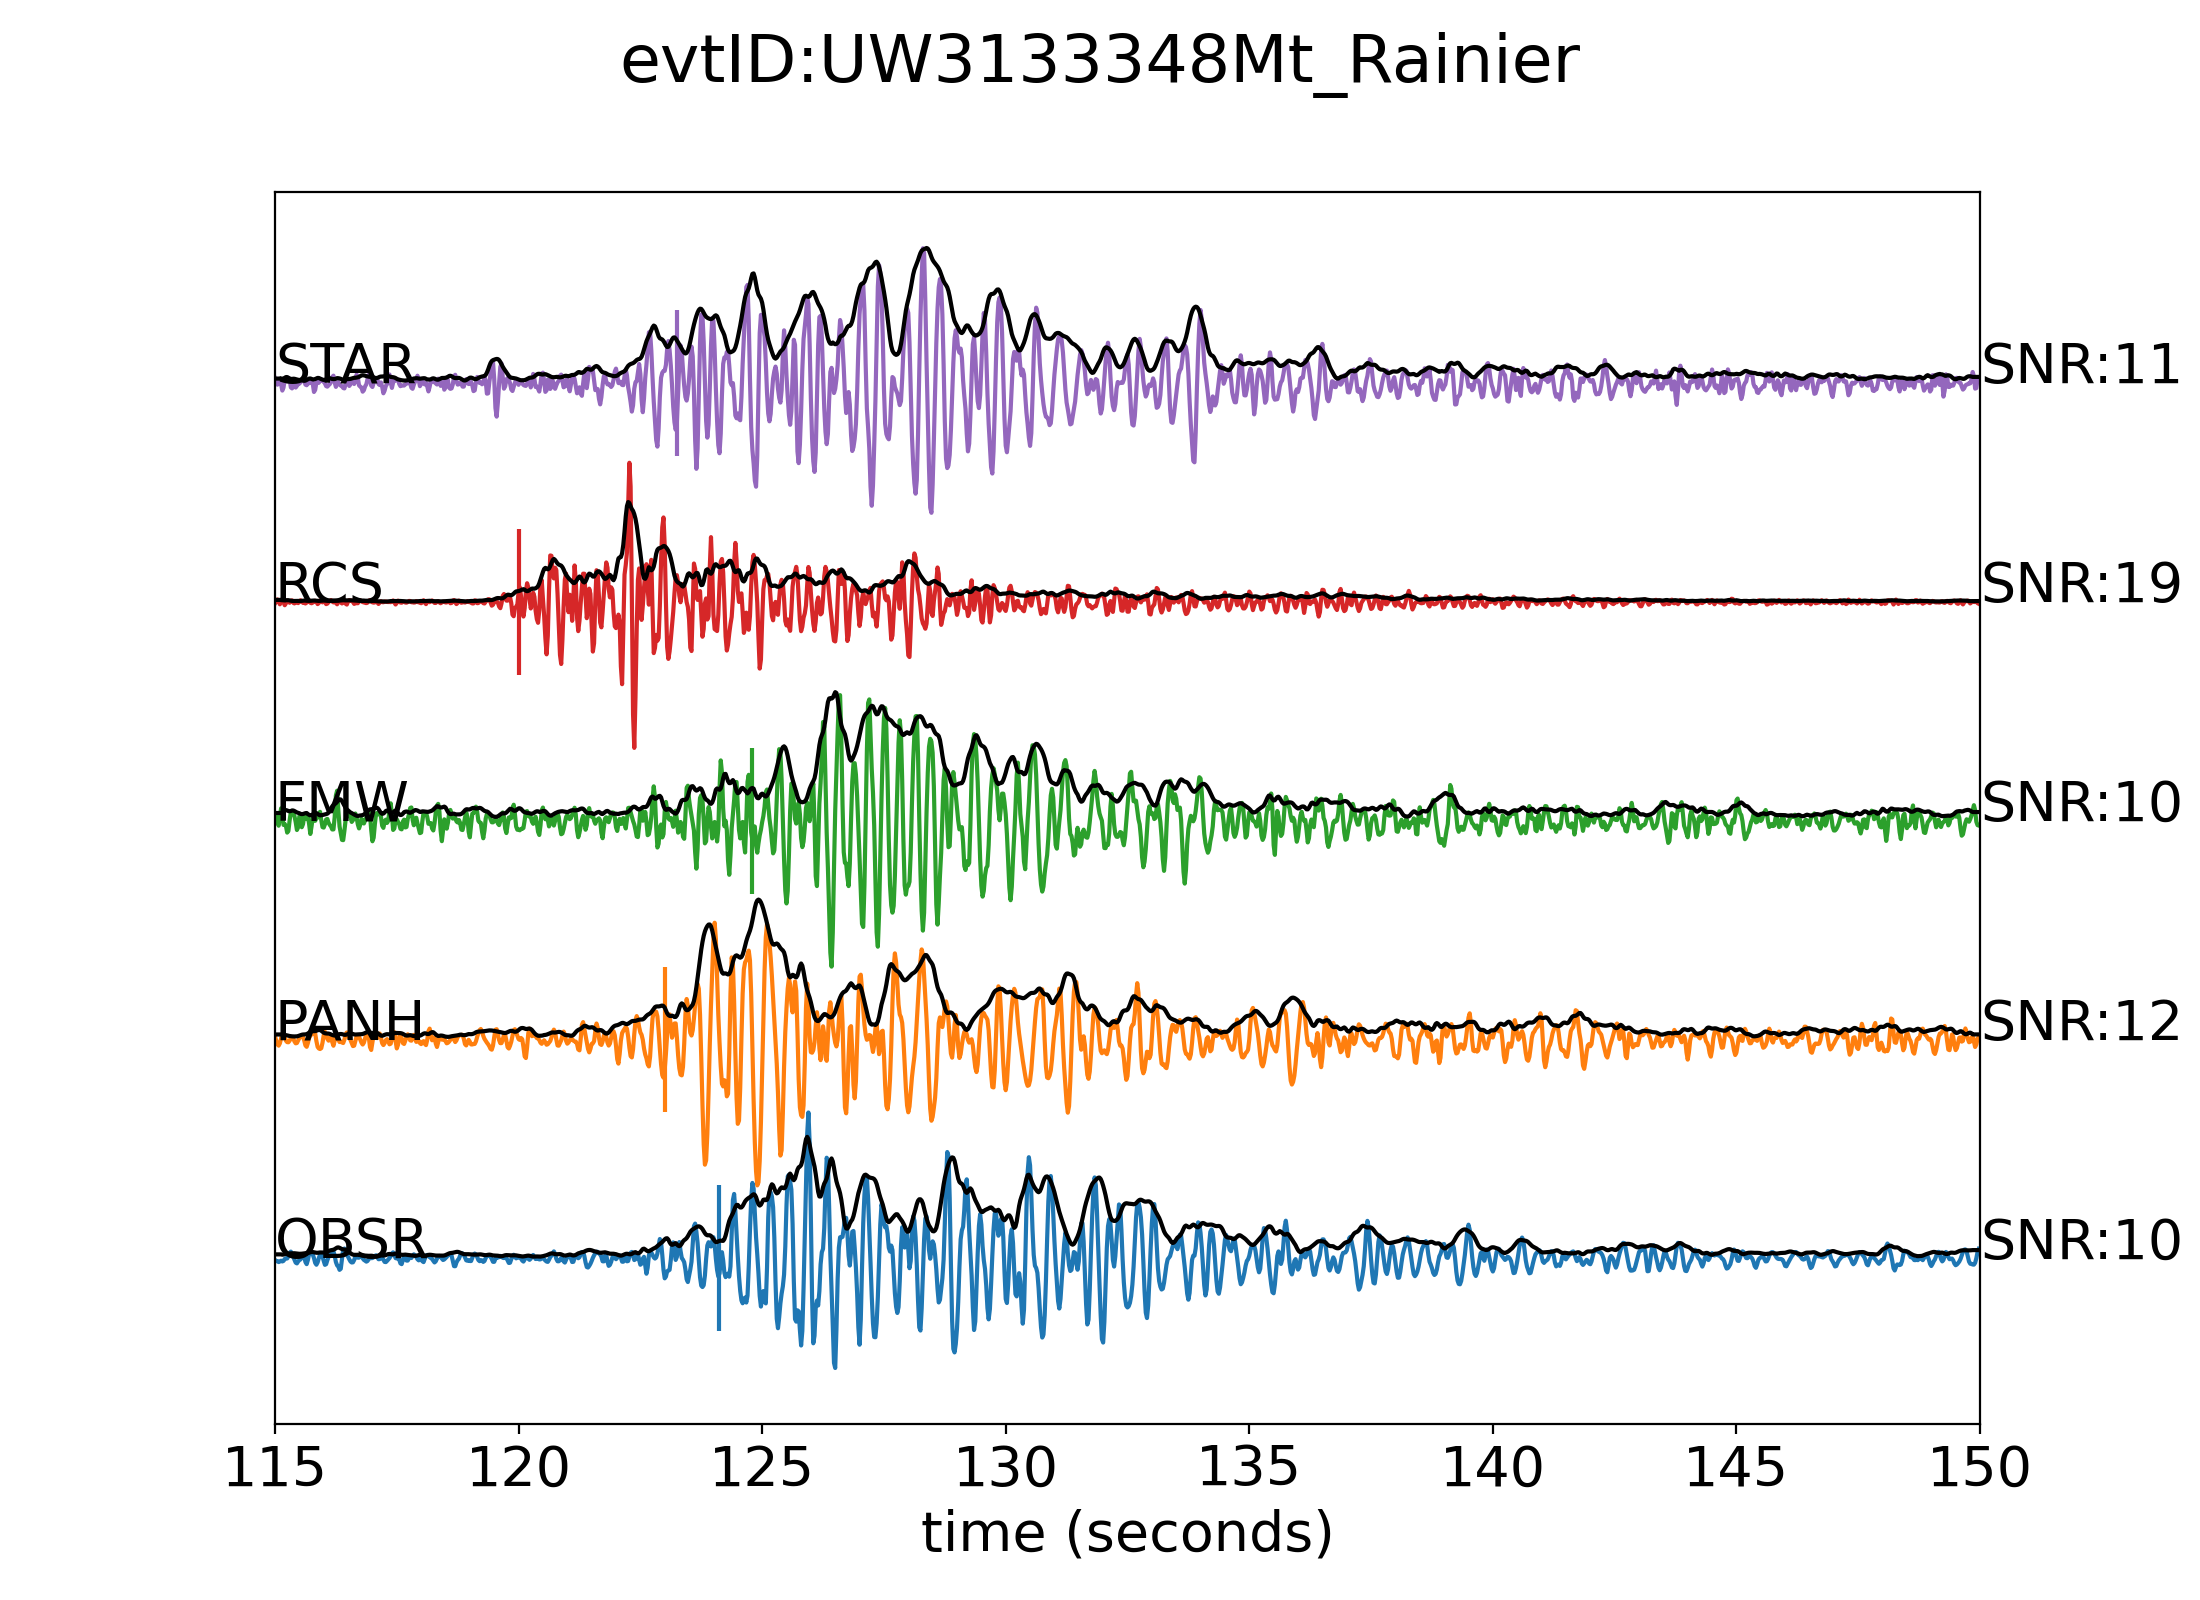 evtID:UW3133348Mt_Rainier
STAR SNR:11
RCS SNR:19
FMW SNR:10
PANH SNR:12
OBSR SNR:10
115 120 125 130 135 140 145 150
time (seconds)